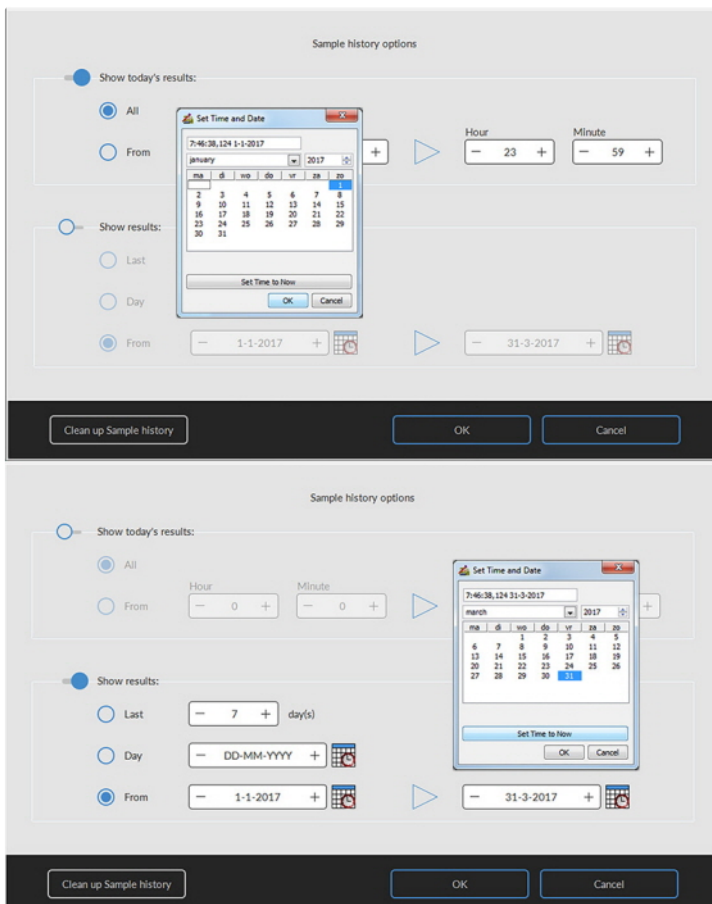 Sample history options
Show today's results:
All
Set Time and Date
7:46:38,124 1-1-2017
Hour
Minute
From
+
− 23 +
− 59 +
january
2017
ma di wo do vr za zo
1
2 3 4 5 6 7 8
9 10 11 12 13 14 15
16 17 18 19 20 21 22
23 24 25 26 27 28 29
30 31
Show results:
Last
Set Time to Now
Day
OK
Cancel
From
− 1-1-2017 +
− 31-3-2017 +
Clean up Sample history
OK
Cancel
Sample history options
Show today's results:
All
Set Time and Date
Hour
Minute
7:46:38,124 31-3-2017
From
− 0 +
− 0 +
+
march
2017
ma di wo do vr za zo
1 2 3 4 5
6 7 8 9 10 11 12
13 14 15 16 17 18 19
20 21 22 23 24 25 26
27 28 29 30 31
Show results:
Last
− 7 +
day(s)
Set Time to Now
Day
− DD-MM-YYYY +
OK
Cancel
From
− 1-1-2017 +
− 31-3-2017 +
Clean up Sample history
OK
Cancel